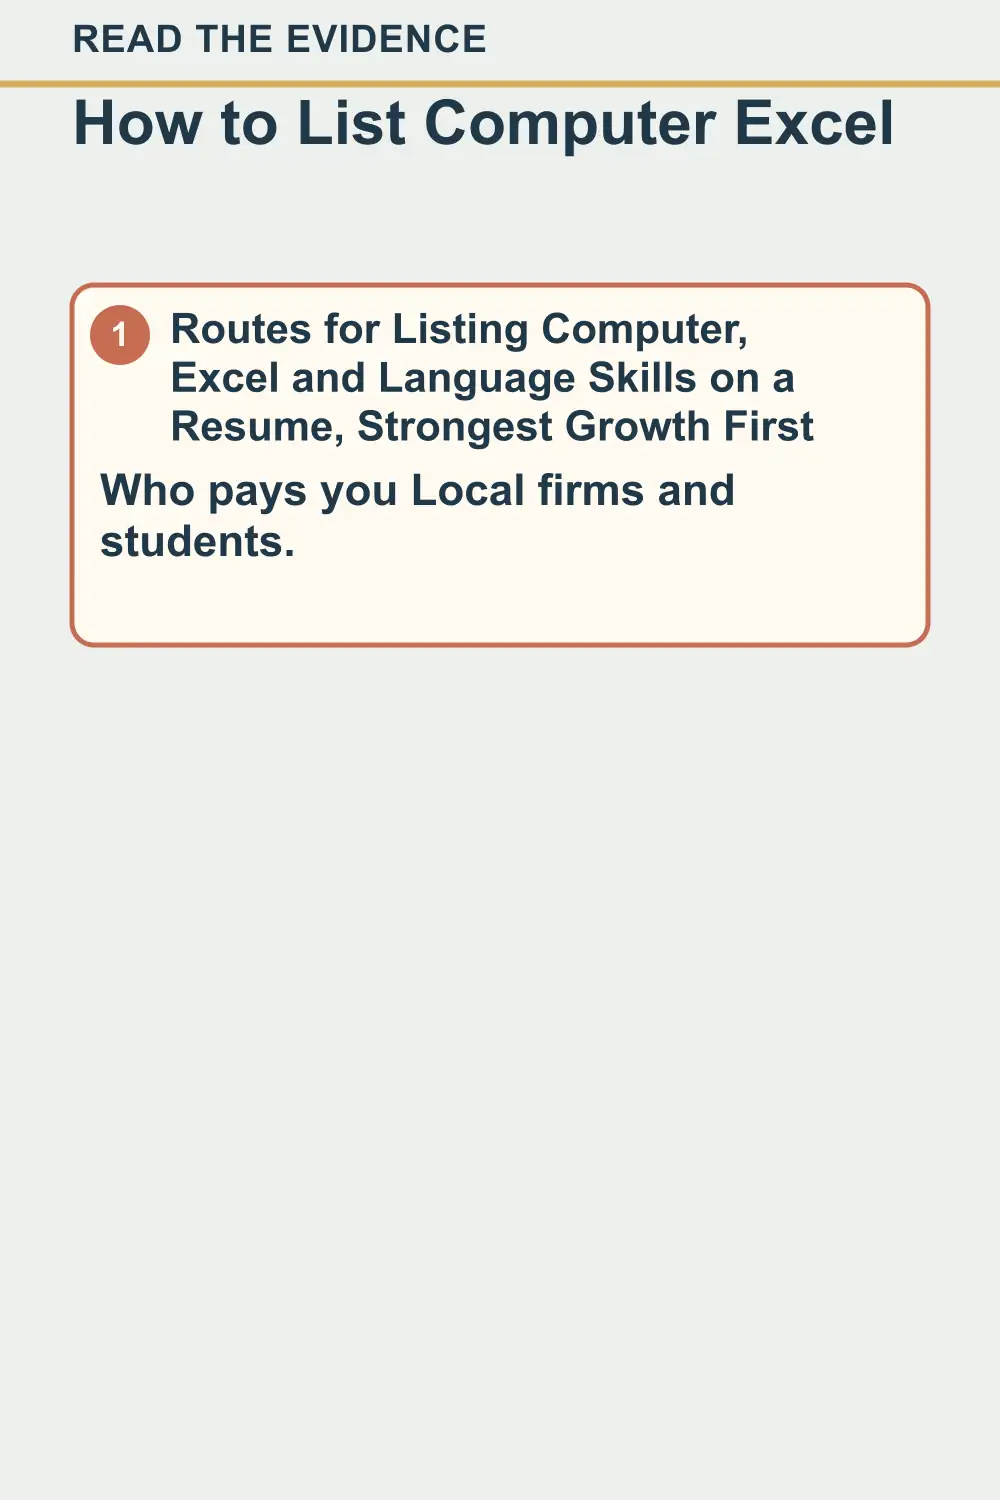 READ THE EVIDENCE
How to List Computer Excel
1
Routes for Listing Computer,
Excel and Language Skills on a
Resume, Strongest Growth First
Who pays you Local firms and
students.